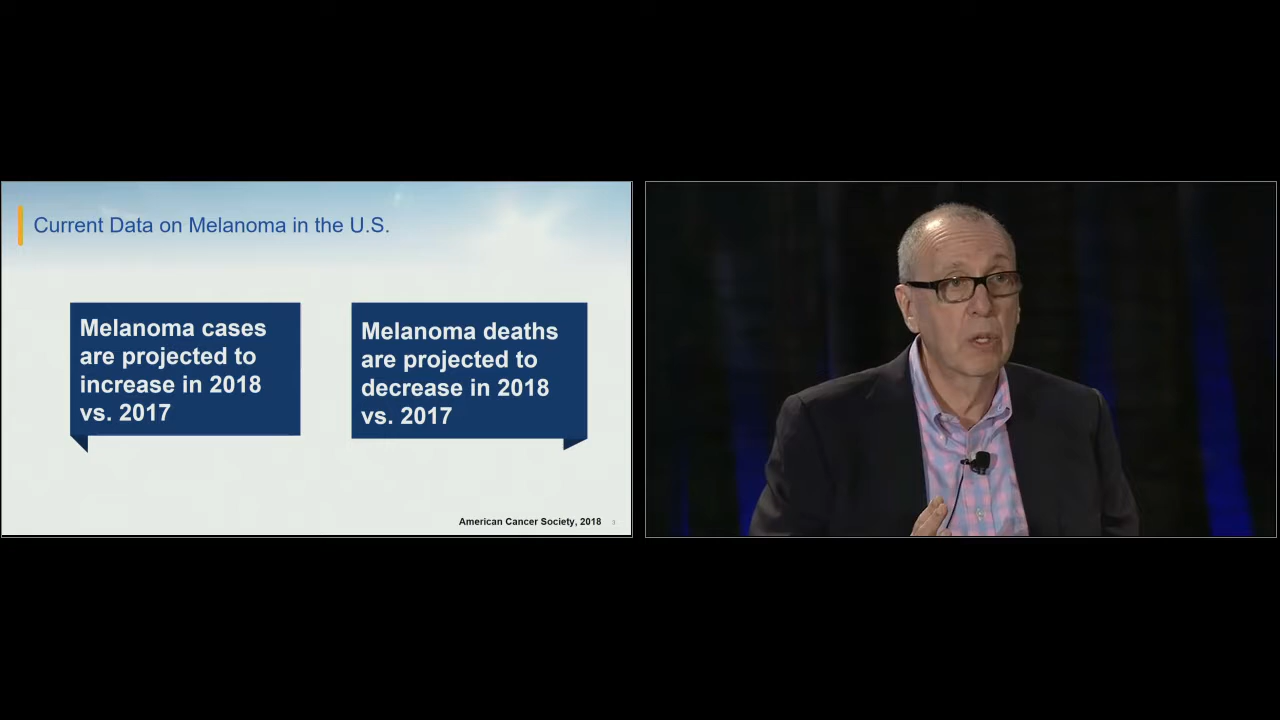 Current Data on Melanoma in the U.S.
Melanoma cases
are projected to
increase in 2018
vs. 2017
Melanoma deaths
are projected to
decrease in 2018
vs. 2017
American Cancer Society, 2018
3